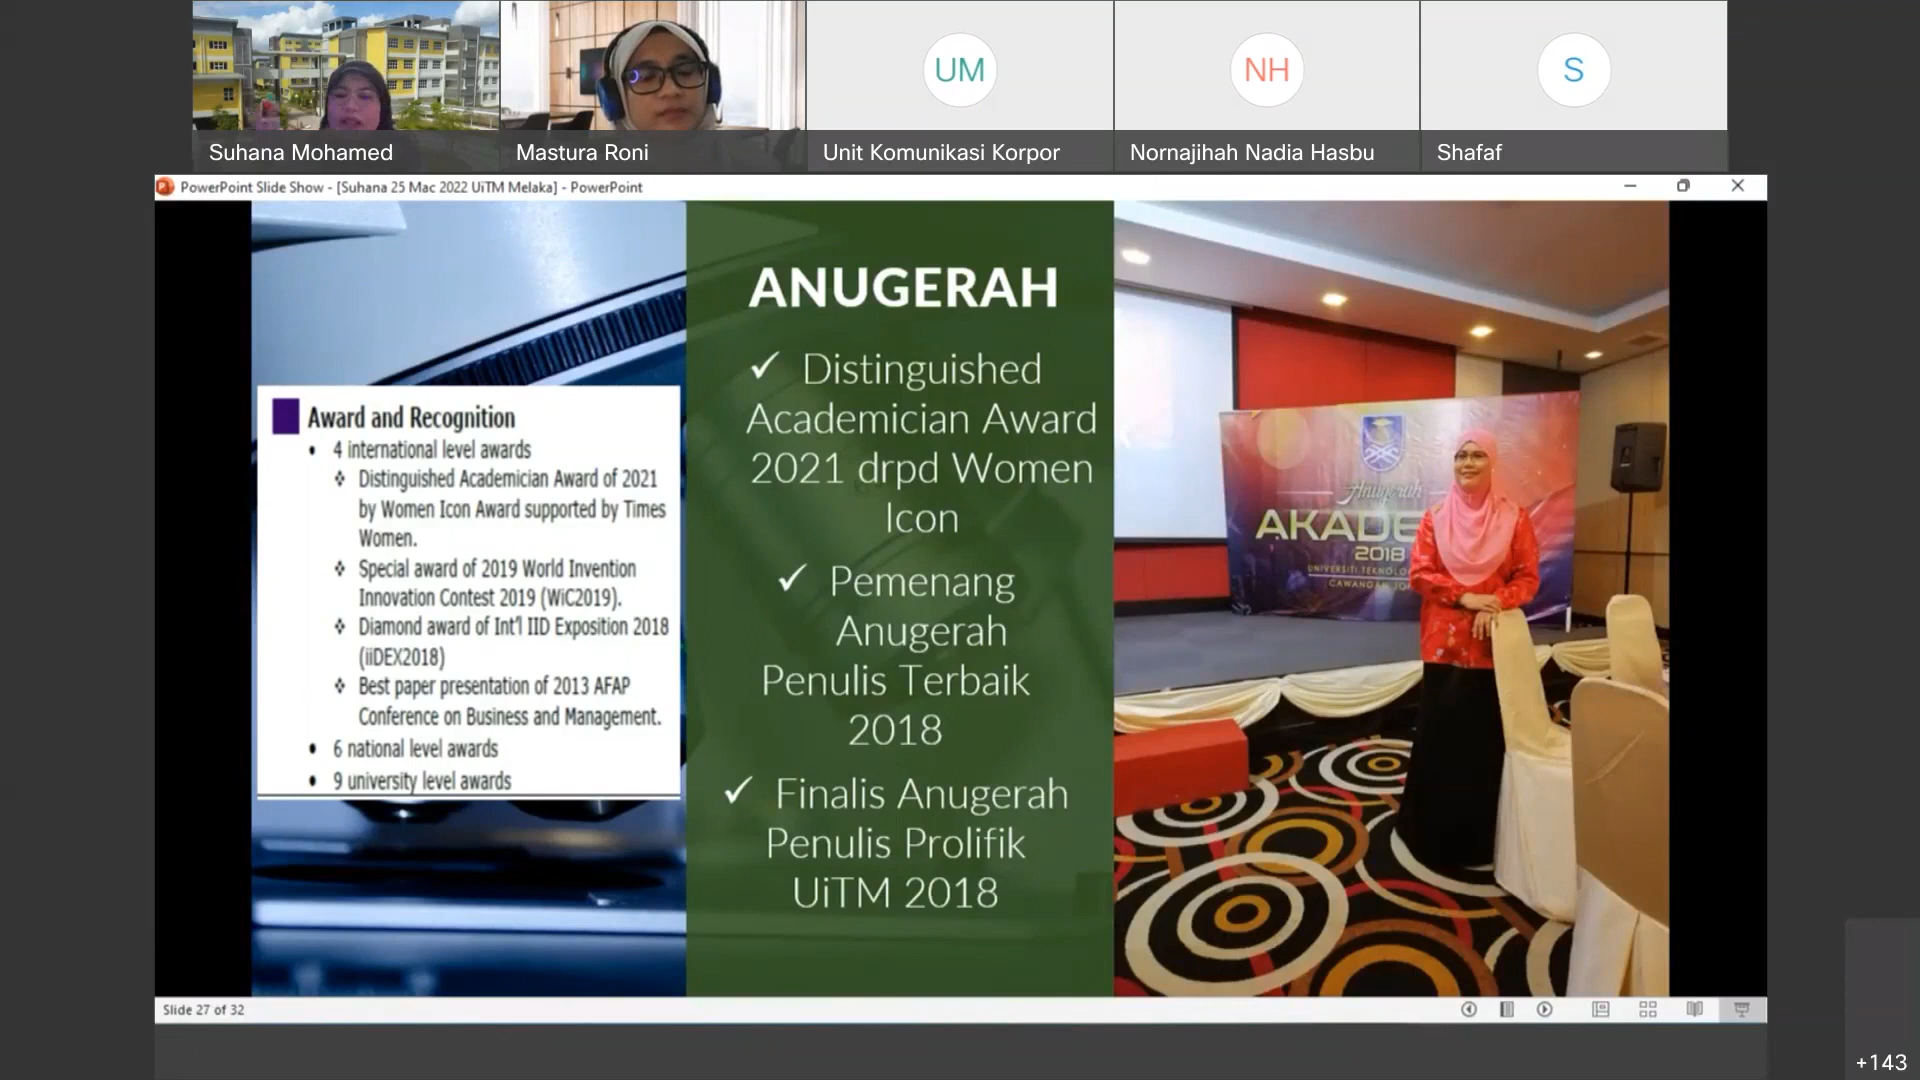 UM
NH
S
Suhana Mohamed
Mastura Roni
Unit Komunikasi Korpor
Nornajihah Nadia Hasbu
Shafaf
PowerPoint Slide Show - [Suhana 25 Mac 2022 UiTM Melaka] - PowerPoint
Award and Recognition
• 4 international level awards
❖ Distinguished Academician Award of 2021
by Women Icon Award supported by Times
Women.
❖ Special award of 2019 World Invention
Innovation Contest 2019 (WiC2019).
❖ Diamond award of Int'l IID Exposition 2018
(iiDEX2018)
❖ Best paper presentation of 2013 AFAP
Conference on Business and Management.
• 6 national level awards
• 9 university level awards
ANUGERAH
✓ Distinguished
Academician Award
2021 drpd Women
Icon
✓ Pemenang
Anugerah
Penulis Terbaik
2018
✓ Finalis Anugerah
Penulis Prolifik
UiTM 2018
Anugerah
AKADE
2018
UNIVERSITI TEKNOLO
CAWANGAN JO
Slide 27 of 32
+143